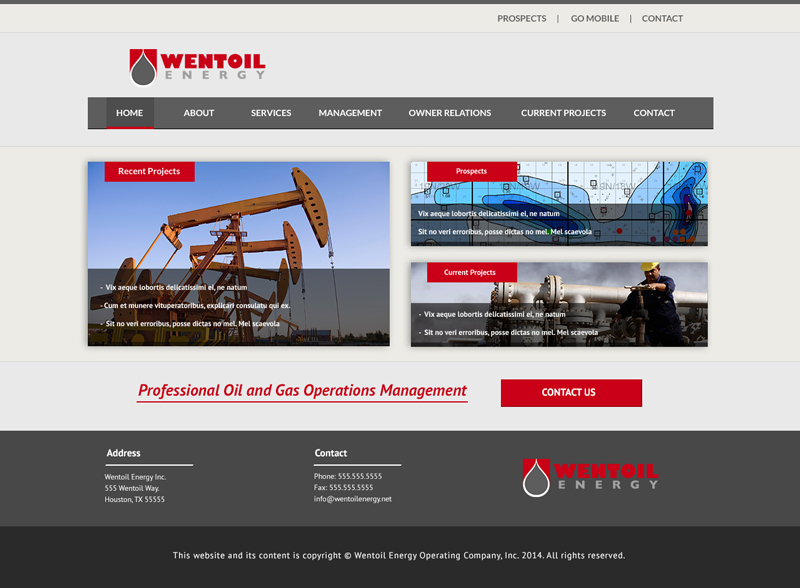 PROSPECTS | GO MOBILE | CONTACT
WENTOIL
ENERGY
HOME ABOUT SERVICES MANAGEMENT OWNER RELATIONS CURRENT PROJECTS CONTACT
Recent Projects
- Vix aeque lobortis delicatissimi ei, ne natum
- Cum et munere vituperatoribus, explicari consulatu qui ex.
- Sit no veri erroribus, posse dictas no mel. Mel scaevola
Prospects
Vix aeque lobortis delicatissimi ei, ne natum
Sit no veri erroribus, posse dictas no mel. Mel scaevola
Current Projects
- Vix aeque lobortis delicatissimi ei, ne natum
- Sit no veri erroribus, posse dictas no mel. Mel scaevola
Professional Oil and Gas Operations Management
CONTACT US
Address
Wentoil Energy Inc.
555 Wentoil Way.
Houston, TX 55555
Contact
Phone: 555.555.5555
Fax: 555.555.5555
info@wentoilenergy.net
WENTOIL
ENERGY
This website and its content is copyright © Wentoil Energy Operating Company, Inc. 2014. All rights reserved.